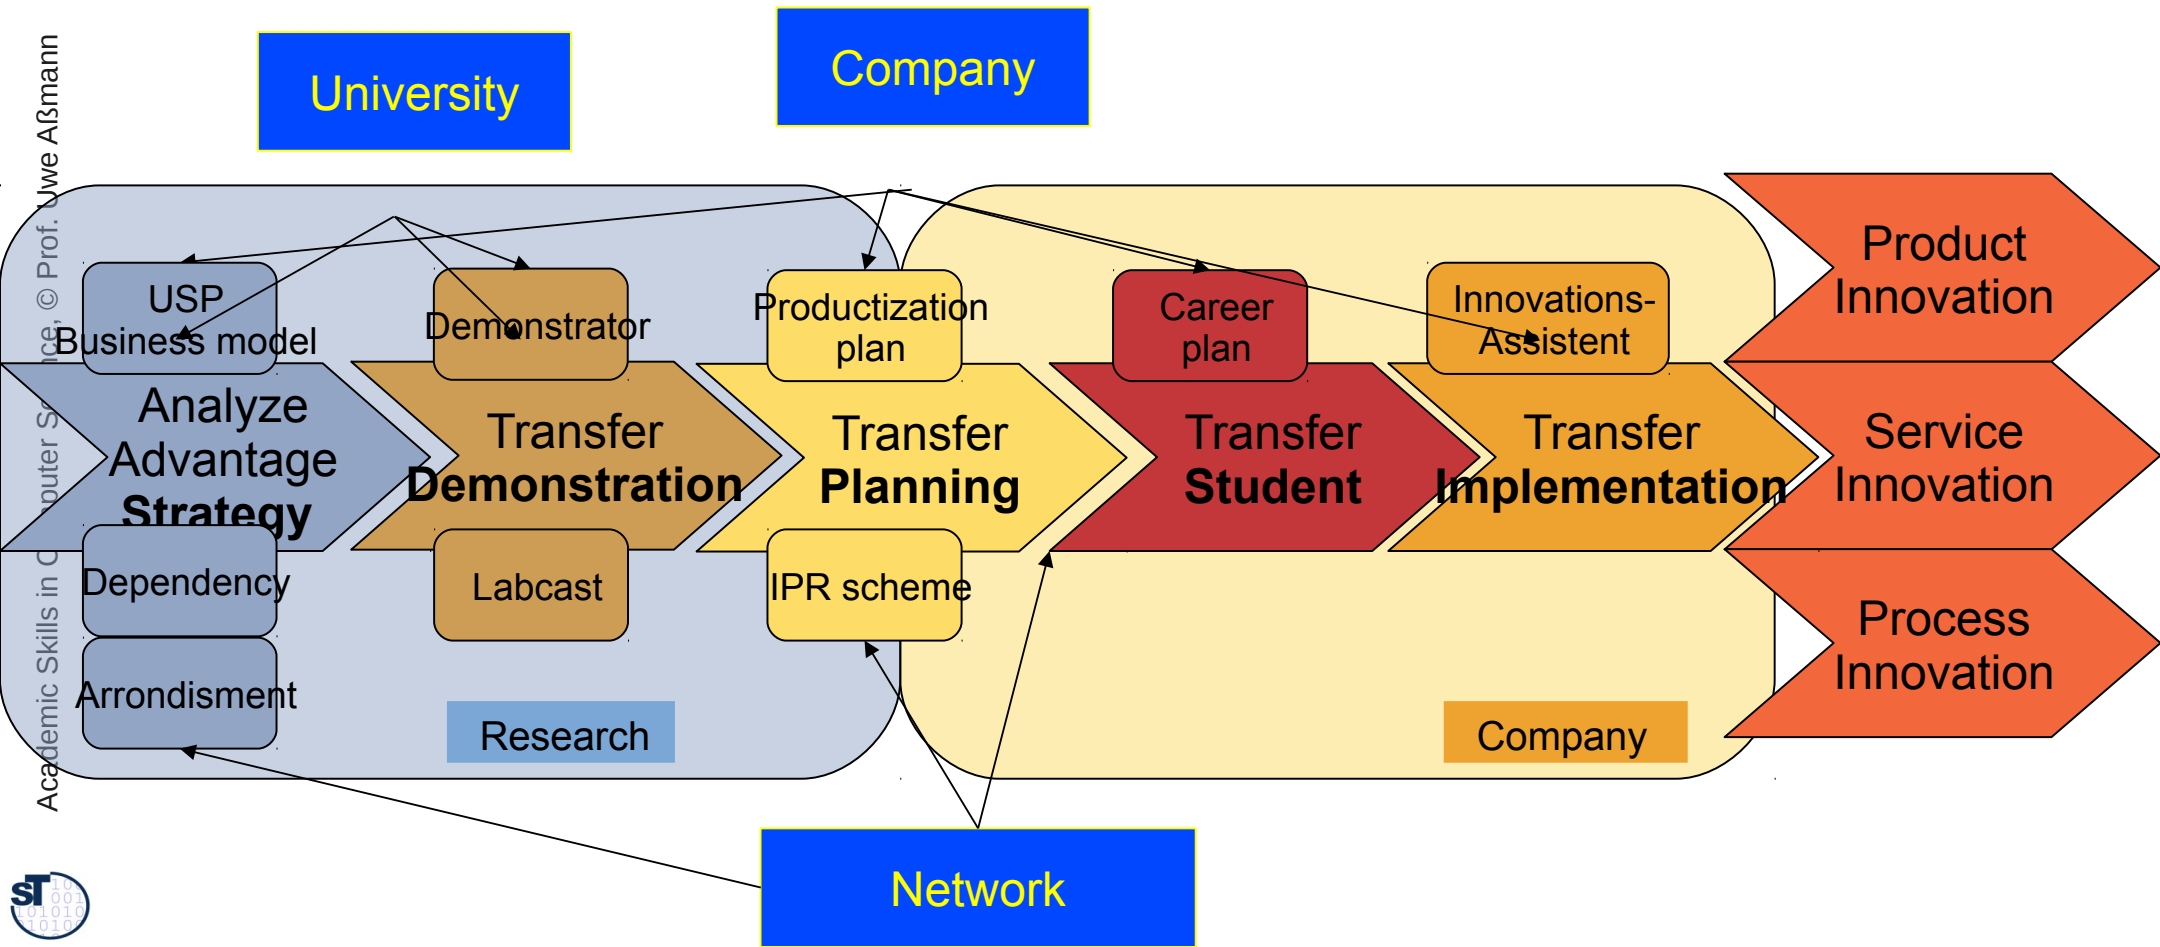 University
Company
USP
Business model
Demonstrator
Productization
plan
Career
plan
Innovations-
Assistent
Analyze
Advantage
Strategy
Transfer
Demonstration
Transfer
Planning
Transfer
Student
Transfer
Implementation
Product
Innovation
Service
Innovation
Process
Innovation
Dependency
Labcast
IPR scheme
Arrondisment
Research
Company
Network
Academic Skills in Computer Science, © Prof. Uwe Aßmann
ST